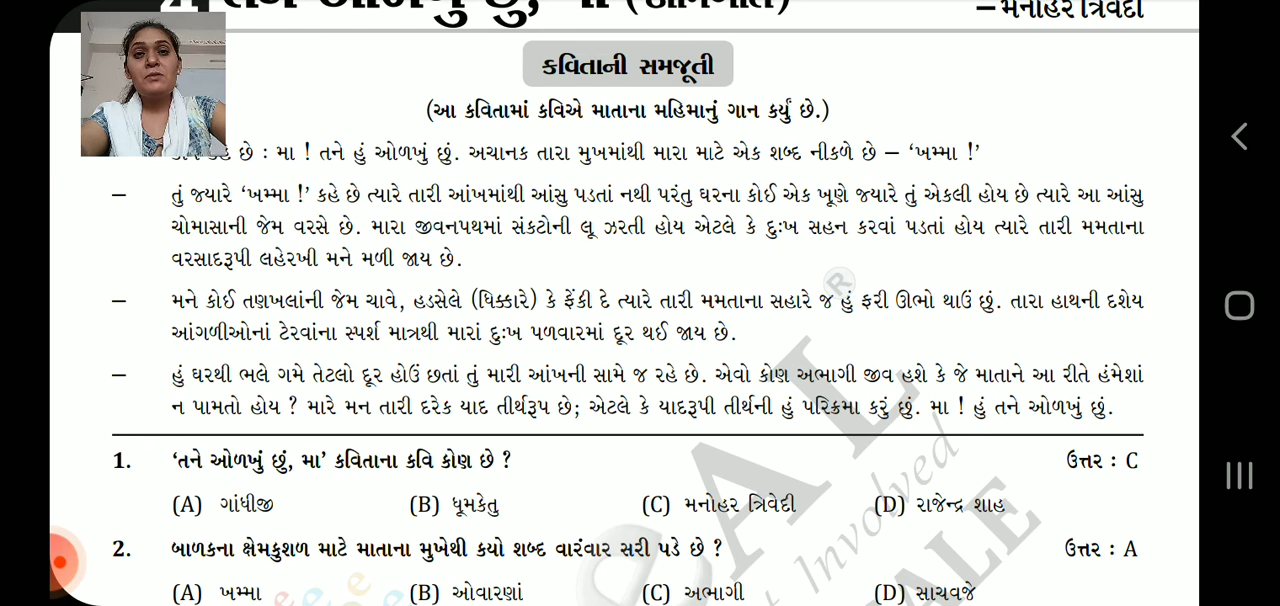 – મનોહર ત્રિવેદી
કવિતાની સમજૂતી
(આ કવિતામાં કવિએ માતાના મહિમાનું ગાન કર્યું છે.)
છે : મા ! તને હું ઓળખું છું. અચાનક તારા મુખમાંથી મારા માટે એક શબ્દ નીકળે છે – ‘ખમ્મા !’
– તું જ્યારે ‘ખમ્મા !’ કહે છે ત્યારે તારી આંખમાંથી આંસુ પડતાં નથી પરંતુ ઘરના કોઈ એક ખૂણે જ્યારે તું એકલી હોય છે ત્યારે આ આંસુ
ચોમાસાની જેમ વરસે છે. મારા જીવનપથમાં સંકટોની લૂ ઝરતી હોય એટલે કે દુઃખ સહન કરવાં પડતાં હોય ત્યારે તારી મમતાના
વરસાદરૂપી લહેરખી મને મળી જાય છે.
– મને કોઈ તણખલાંની જેમ ચાવે, હડસેલે (ધિક્કારે) કે ફેંકી દે ત્યારે તારી મમતાના સહારે જ હું ફરી ઊભો થાઉં છું. તારા હાથની દશેય
આંગળીઓનાં ટેરવાંના સ્પર્શ માત્રથી મારાં દુઃખ પળવારમાં દૂર થઈ જાય છે.
– હું ઘરથી ભલે ગમે તેટલો દૂર હોઉં છતાં તું મારી આંખની સામે જ રહે છે. એવો કોણ અભાગી જીવ હશે કે જે માતાને આ રીતે હંમેશાં
ન પામતો હોય ? મારે મન તારી દરેક યાદ તીર્થરૂપ છે; એટલે કે યાદરૂપી તીર્થની હું પરિક્રમા કરું છું. મા ! હું તને ઓળખું છું.
1. ‘તને ઓળખું છું, મા’ કવિતાના કવિ કોણ છે ? ઉત્તર : C
(A) ગાંધીજી (B) ધૂમકેતુ (C) મનોહર ત્રિવેદી (D) રાજેન્દ્ર શાહ
2. બાળકના ક્ષેમકુશળ માટે માતાના મુખેથી કયો શબ્દ વારંવાર સરી પડે છે ? ઉત્તર : A
(A) ખમ્મા (B) ઓવારણાં (C) અભાગી (D) સાચવજે